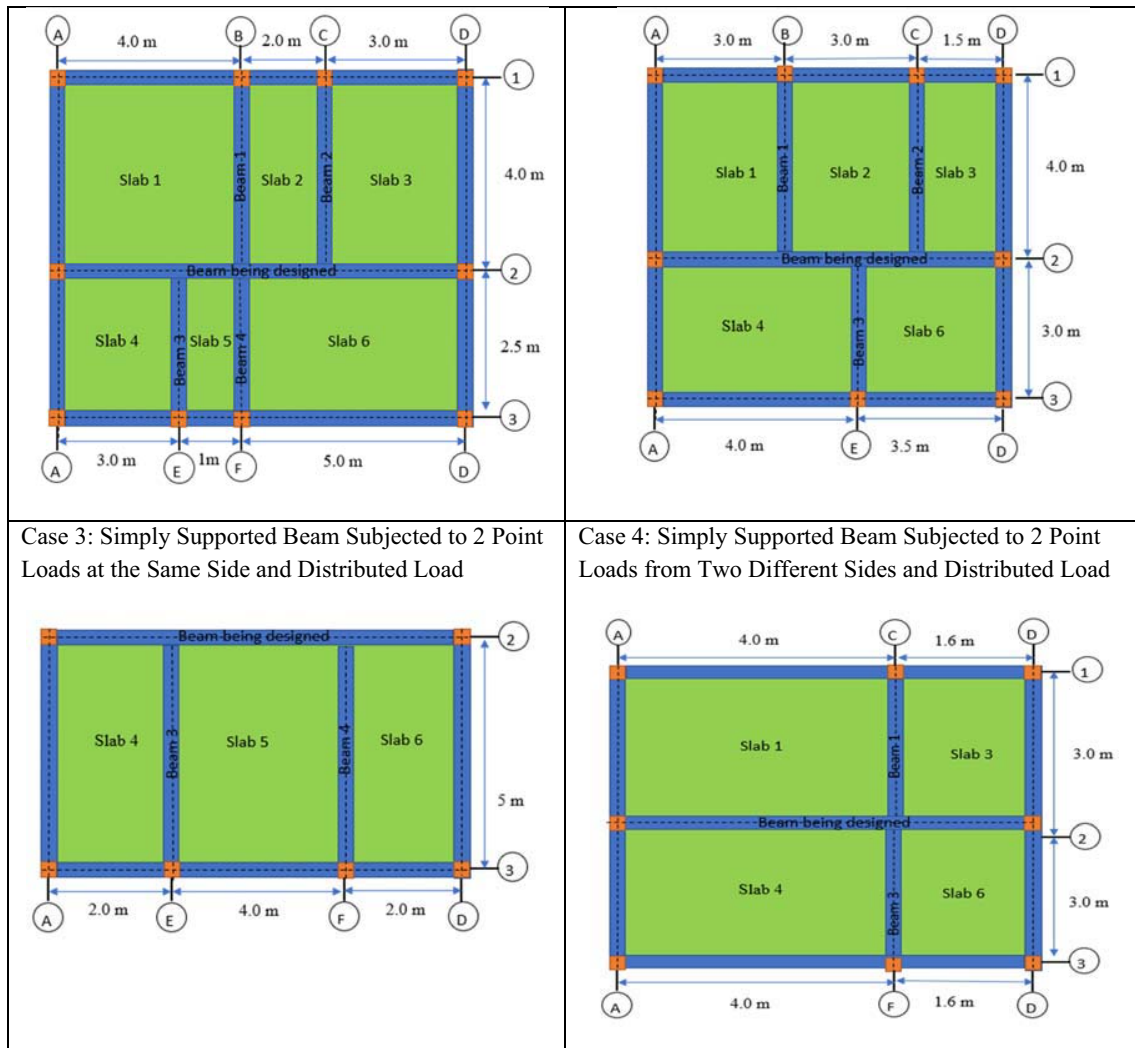 A B C D
4.0 m 2.0 m 3.0 m
1
Slab 1 Beam 1 Slab 2 Beam 2 Slab 3
4.0 m
Beam being designed
2
Slab 4 Beam 3 Slab 5 Beam 4 Slab 6
2.5 m
3
3.0 m 1m 5.0 m
A E F D
A B C D
3.0 m 3.0 m 1.5 m
1
Slab 1 Beam 1 Slab 2 Beam 2 Slab 3
4.0 m
Beam being designed
2
Slab 4 Beam 3 Slab 6
3.0 m
3
4.0 m 3.5 m
A E D
Case 3: Simply Supported Beam Subjected to 2 Point
Loads at the Same Side and Distributed Load
Beam being designed
2
Slab 4 Beam 3 Slab 5 Beam 4 Slab 6
5 m
3
2.0 m 4.0 m 2.0 m
A E F D
Case 4: Simply Supported Beam Subjected to 2 Point
Loads from Two Different Sides and Distributed Load
A C D
4.0 m 1.6 m
1
Slab 1 Beam 1 Slab 3
3.0 m
Beam being designed
2
Slab 4 Beam 3 Slab 6
3.0 m
3
4.0 m 1.6 m
A F D